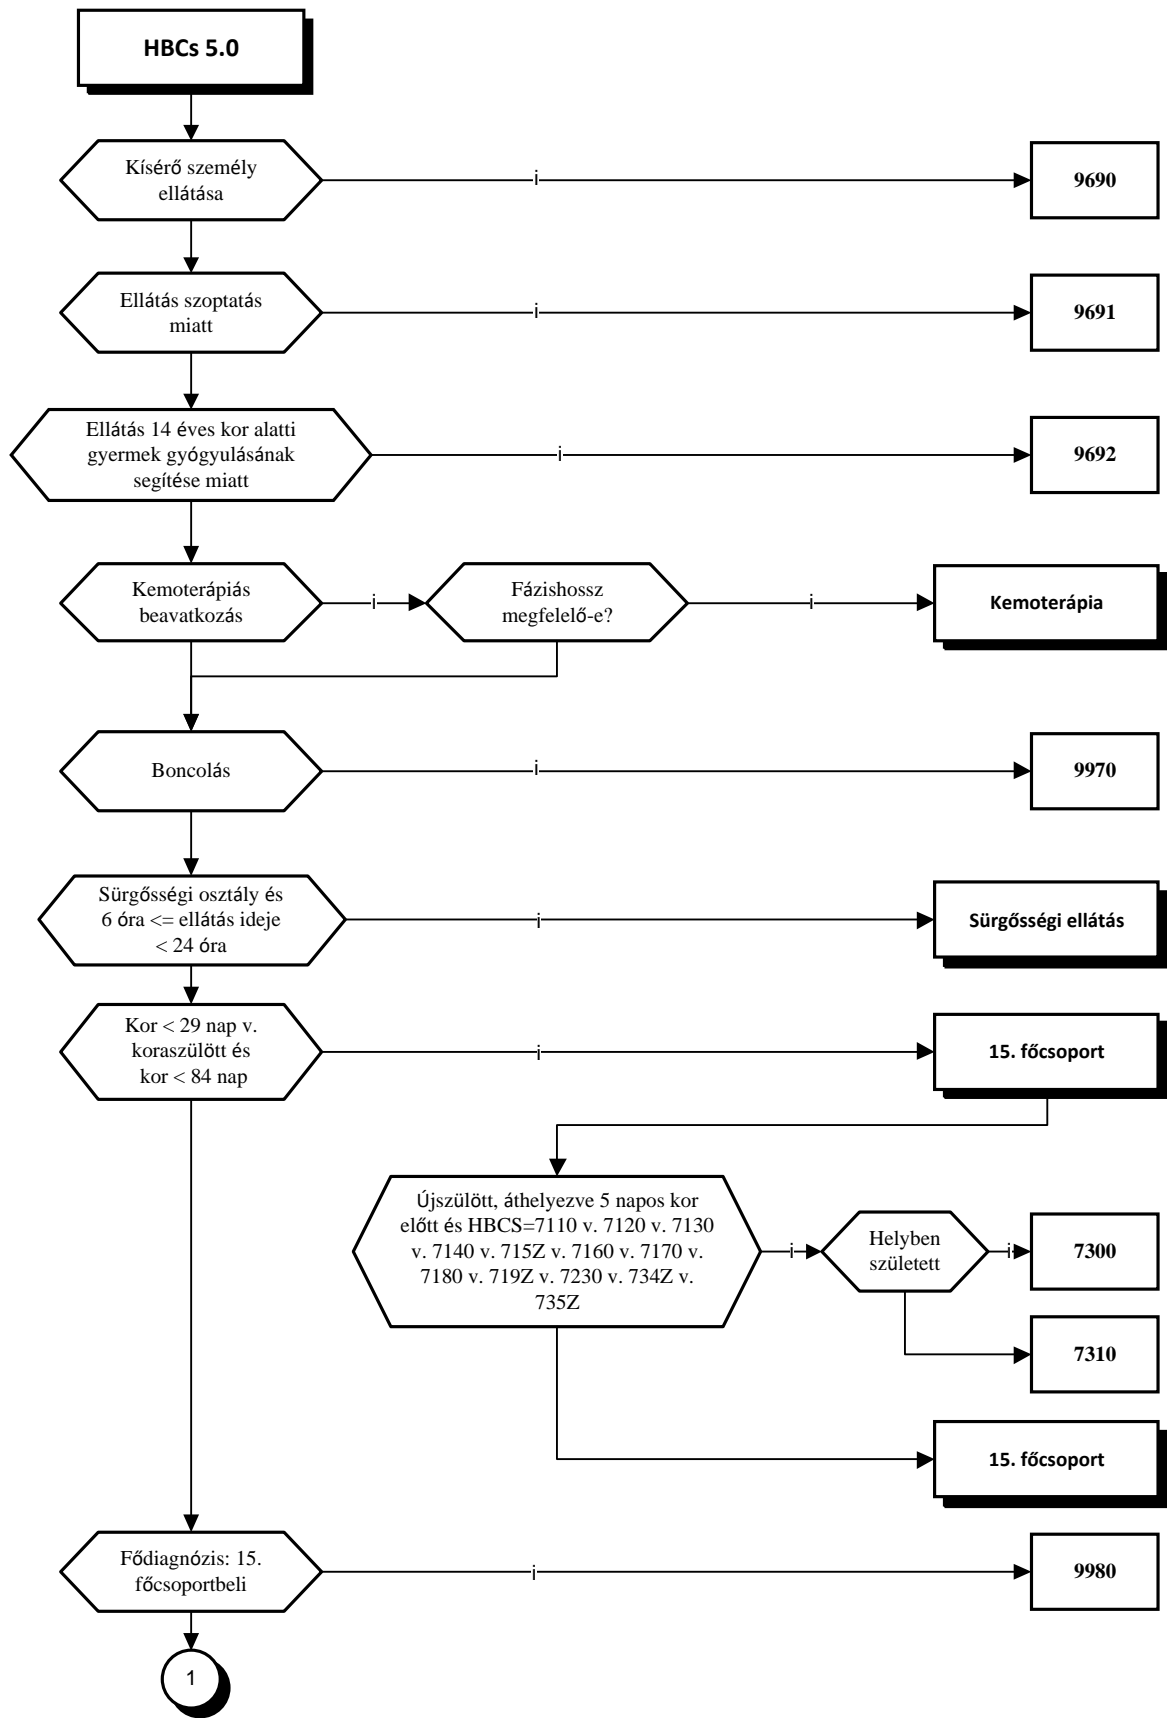 HBCs 5.0
Kísérő személy
ellátása
i
9690
Ellátás szoptatás
miatt
i
9691
Ellátás 14 éves kor alatti
gyermek gyógyulásának
segítése miatt
i
9692
Kemoterápiás
beavatkozás
i
Fázishossz
megfelelő-e?
i
Kemoterápia
Boncolás
i
9970
Sürgősségi osztály és
6 óra <= ellátás ideje
< 24 óra
i
Sürgősségi ellátás
Kor < 29 nap v.
koraszülött és
kor < 84 nap
i
15. főcsoport
Újszülött, áthelyezve 5 napos kor
előtt és HBCS=7110 v. 7120 v. 7130
v. 7140 v. 715Z v. 7160 v. 7170 v.
7180 v. 719Z v. 7230 v. 734Z v.
735Z
i
Helyben
született
i
7300
7310
15. főcsoport
Fődiagnózis: 15.
főcsoportbeli
i
9980
1